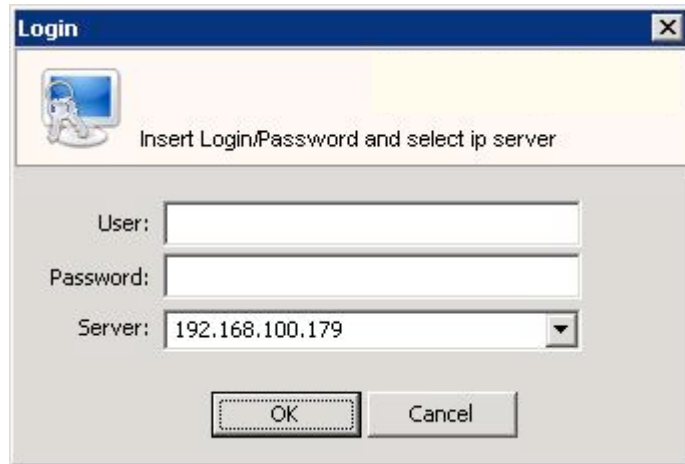 Login
Insert Login/Password and select ip server
User:
Password:
Server: 192.168.100.179
OK Cancel